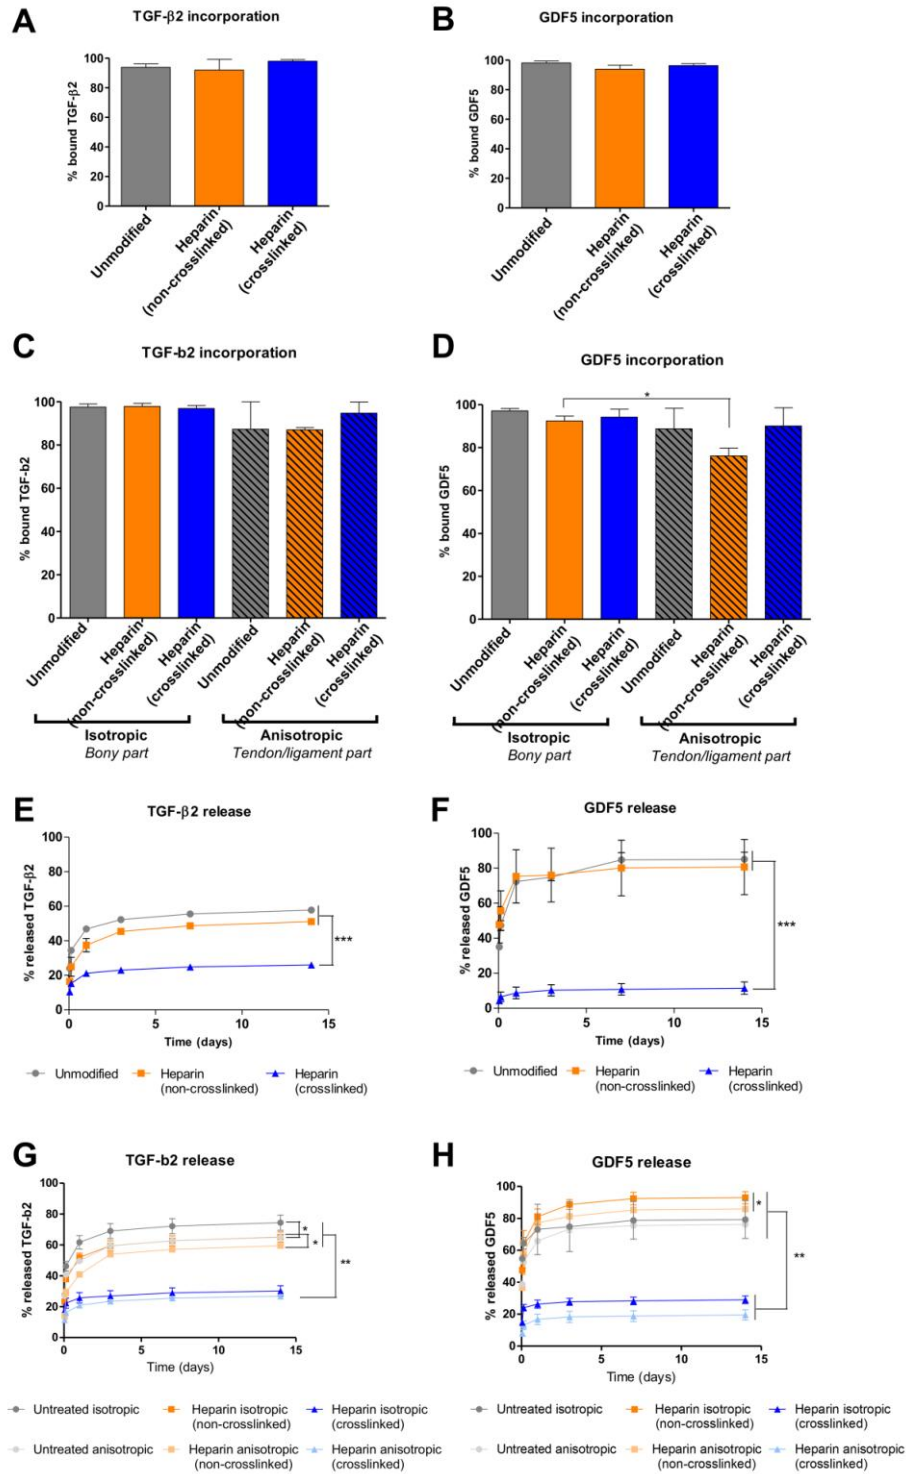 A
TGF-β2 incorporation
% bound TGF-β2
100
80
60
40
20
0
Unmodified
Heparin
(non-crosslinked)
Heparin
(crosslinked)
B
GDF5 incorporation
% bound GDF5
100
80
60
40
20
0
Unmodified
Heparin
(non-crosslinked)
Heparin
(crosslinked)
C
TGF-b2 incorporation
% bound TGF-b2
100
80
60
40
20
0
Unmodified
Heparin
(non-crosslinked)
Heparin
(crosslinked)
Unmodified
Heparin
(non-crosslinked)
Heparin
(crosslinked)
Isotropic
Bony part
Anisotropic
Tendon/ligament part
D
GDF5 incorporation
% bound GDF5
100
80
60
40
20
0
*
Unmodified
Heparin
(non-crosslinked)
Heparin
(crosslinked)
Unmodified
Heparin
(non-crosslinked)
Heparin
(crosslinked)
Isotropic
Bony part
Anisotropic
Tendon/ligament part
E
TGF-β2 release
% released TGF-β2
100
80
60
40
20
0
***
0 5 10 15
Time (days)
Unmodified
Heparin
(non-crosslinked)
Heparin
(crosslinked)
F
GDF5 release
% released GDF5
100
80
60
40
20
0
***
0 5 10 15
Time (days)
Unmodified
Heparin
(non-crosslinked)
Heparin
(crosslinked)
G
TGF-b2 release
% released TGF-b2
100
80
60
40
20
0
*
*
**
0 5 10 15
Time (days)
Untreated isotropic
Heparin isotropic
(non-crosslinked)
Heparin isotropic
(crosslinked)
Untreated anisotropic
Heparin anisotropic
(non-crosslinked)
Heparin anisotropic
(crosslinked)
H
GDF5 release
% released GDF5
100
80
60
40
20
0
*
**
0 5 10 15
Time (days)
Untreated isotropic
Heparin isotropic
(non-crosslinked)
Heparin isotropic
(crosslinked)
Untreated anisotropic
Heparin anisotropic
(non-crosslinked)
Heparin anisotropic
(crosslinked)